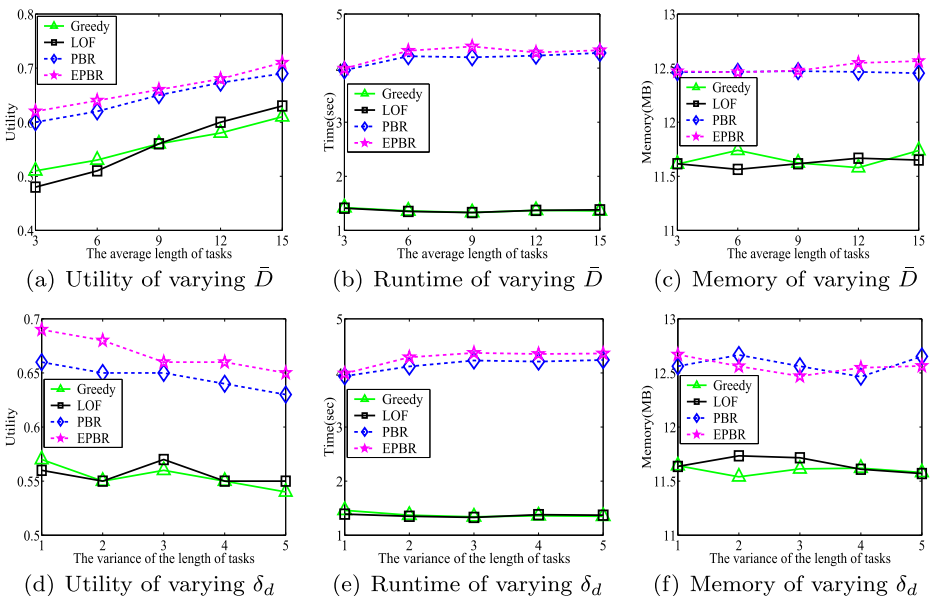 0.8
0.7
0.6
0.5
0.4
Utility
Greedy
LOF
PBR
EPBR
3 6 9 12 15
The average length of tasks
(a) Utility of varying D̄
5
4
3
2
1
Time(sec)
Greedy
LOF
PBR
EPBR
3 6 9 12 15
The average length of tasks
(b) Runtime of varying D̄
13
12.5
12
11.5
11
Memory(MB)
Greedy
LOF
PBR
EPBR
3 6 9 12 15
The average length of tasks
(c) Memory of varying D̄
0.7
0.65
0.6
0.55
0.5
Utility
Greedy
LOF
PBR
EPBR
1 2 3 4 5
The variance of the length of tasks
(d) Utility of varying δd
5
4
3
2
1
Time(sec)
Greedy
LOF
PBR
EPBR
1 2 3 4 5
The variance of the length of tasks
(e) Runtime of varying δd
13
12.5
12
11.5
11
Memory(MB)
Greedy
LOF
PBR
EPBR
1 2 3 4 5
The variance of the length of tasks
(f) Memory of varying δd